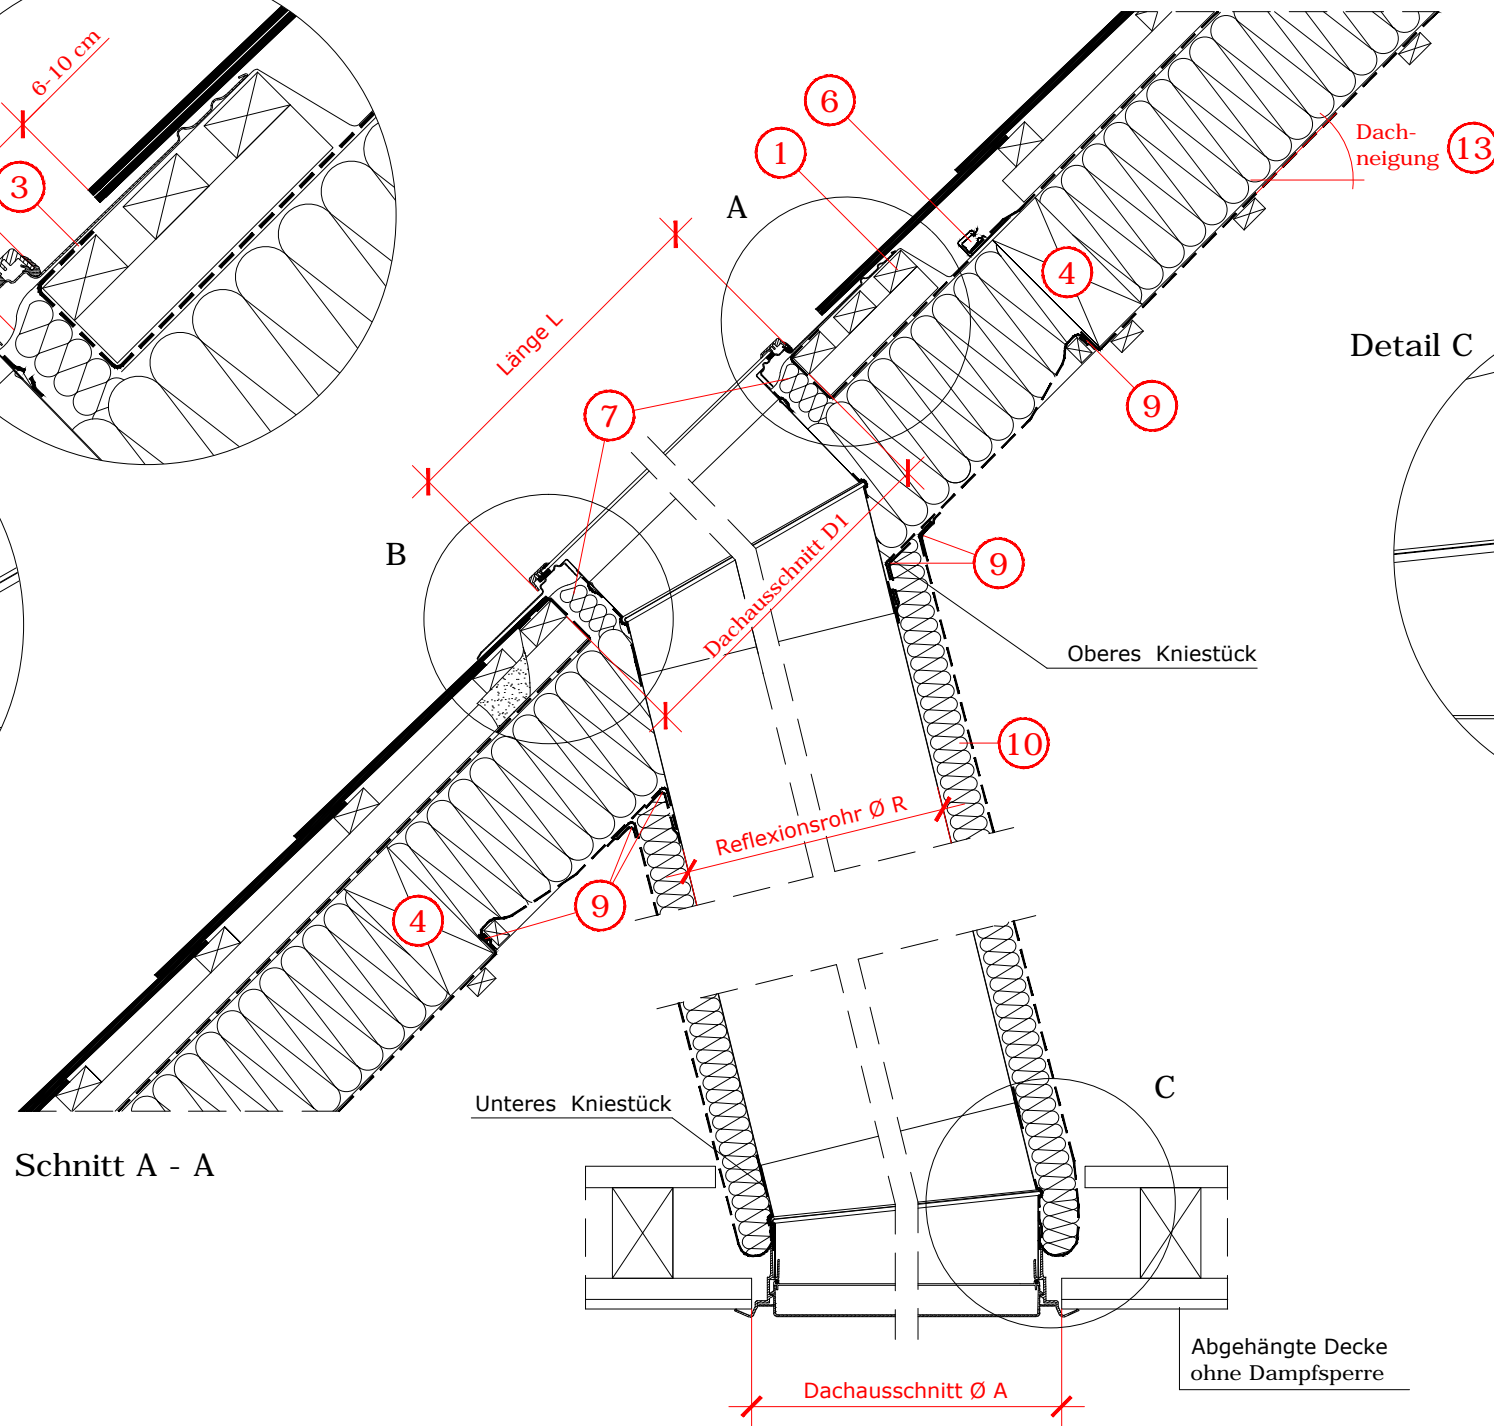 6-10 cm
3
6
1
A
Dach-
neigung
13
4
Länge L
Detail C
9
7
B
Dachausschnitt D1
9
Oberes Kniestück
10
Reflexionsrohr Ø R
4
9
C
Unteres Kniestück
Schnitt A - A
Abgehängte Decke
ohne Dampfsperre
Dachausschnitt Ø A